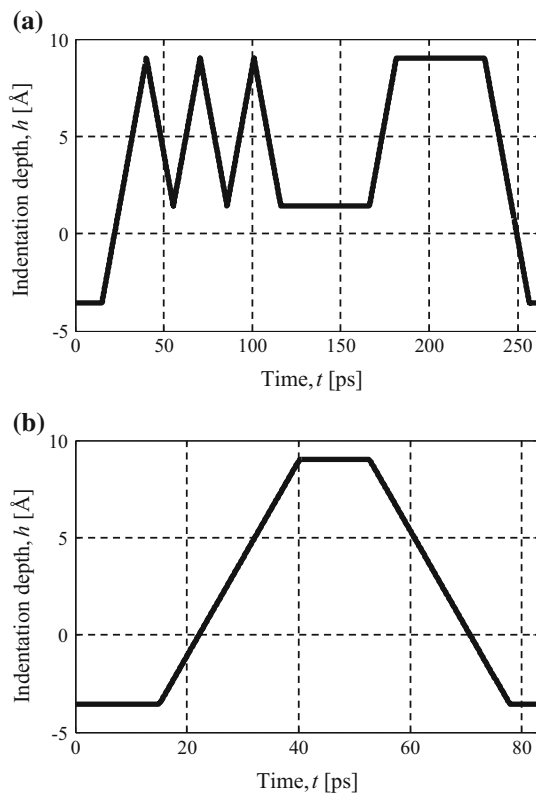 (a)
10
5
0
-5
Indentation depth, h [Å]
0 50 100 150 200 250
Time, t [ps]
(b)
10
5
0
-5
Indentation depth, h [Å]
0 20 40 60 80
Time, t [ps]